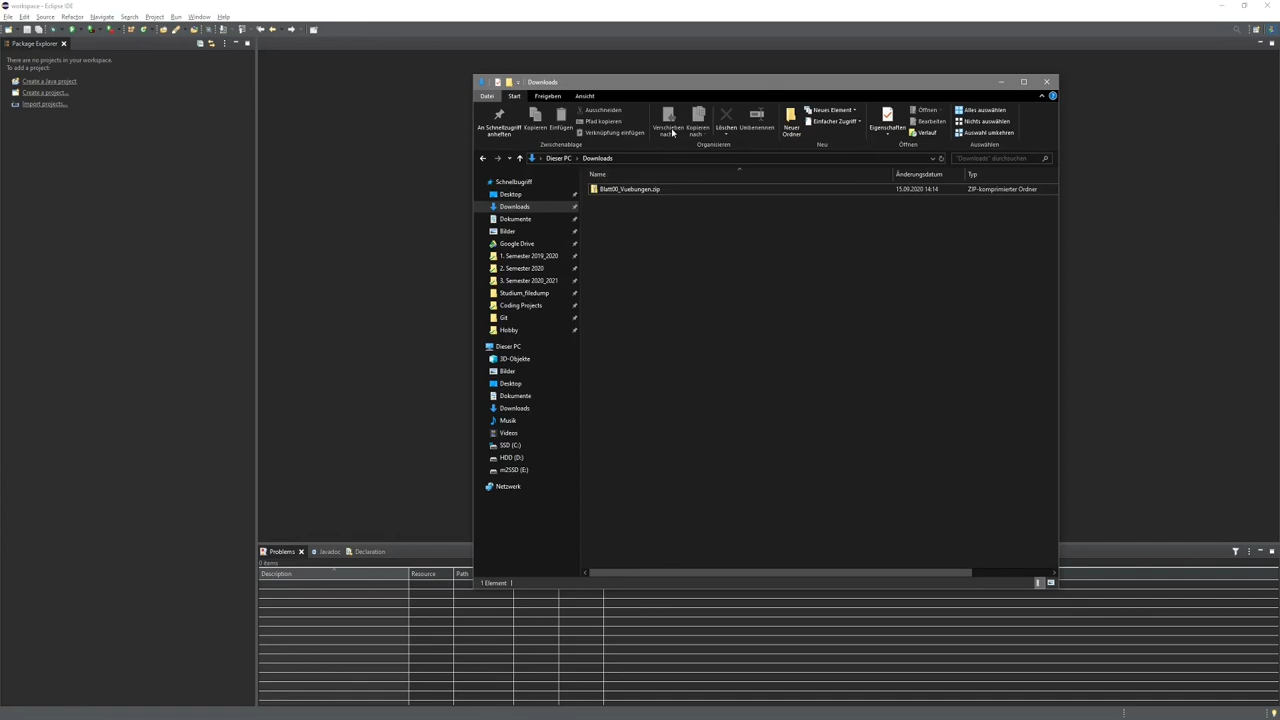 workspace - Eclipse IDE
File Edit Source Refactor Navigate Search Project Run Window Help
Package Explorer
There are no projects in your workspace.
To add a project:
Create a Java project
Create a project...
Import projects...
Downloads
Datei Start Freigeben Ansicht
An Schnellzugriff anheften
Kopieren
Einfügen
Ausschneiden
Pfad kopieren
Verknüpfung einfügen
Zwischenablage
Verschieben nach
Kopieren nach
Löschen
Umbenennen
Organisieren
Neuer Ordner
Neues Element
Einfacher Zugriff
Neu
Eigenschaften
Öffnen
Bearbeiten
Verlauf
Öffnen
Alles auswählen
Nichts auswählen
Auswahl umkehren
Auswählen
Dieser PC > Downloads
"Downloads" durchsuchen
Name Änderungsdatum Typ
Blatt00_Vuebungen.zip 15.09.2020 14:14 ZIP-komprimierter Ordner
Schnellzugriff
Desktop
Downloads
Dokumente
Bilder
Google Drive
1. Semester 2019_2020
2. Semester 2020
3. Semester 2020_2021
Studium_filedump
Coding Projects
Git
Hobby
Dieser PC
3D-Objekte
Bilder
Desktop
Dokumente
Downloads
Musik
Videos
SSD (C:)
HDD (D:)
m2SSD (E:)
Netzwerk
1 Element
Problems Javadoc Declaration
0 items
Description Resource Path